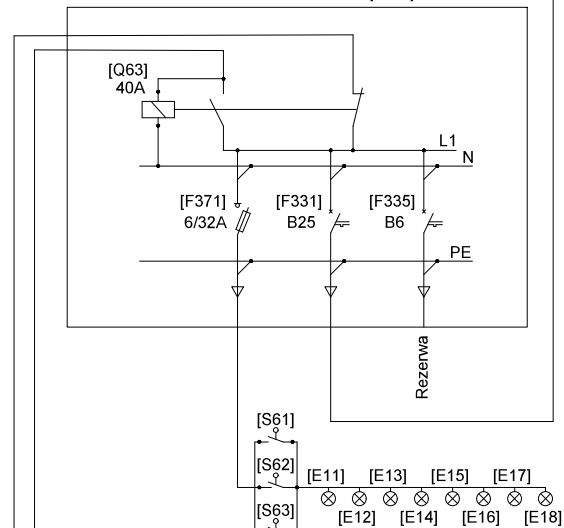 [Q63]
40A
L1
N
[F371]
6/32A
[F331]
B25
[F335]
B6
PE
Rezerwa
[S61]
[S62]
[S63]
[E11]
[E13]
[E15]
[E17]
[E12]
[E14]
[E16]
[E18]